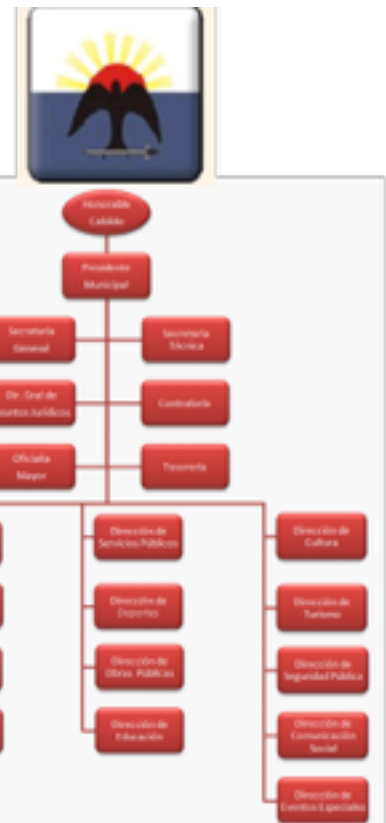 Honorable
Cabildo
Presidente
Municipal
Secretaría
General
Secretaría
Técnica
Dir. Gral de
Asuntos Jurídicos
Contraloría
Oficialía
Mayor
Tesorería
Dirección de
Servicios Públicos
Dirección de
Cultura
Dirección de
Deportes
Dirección de
Turismo
Dirección de
Obras Públicas
Dirección de
Seguridad Pública
Dirección de
Educación
Dirección de
Comunicación
Social
Dirección de
Eventos Especiales